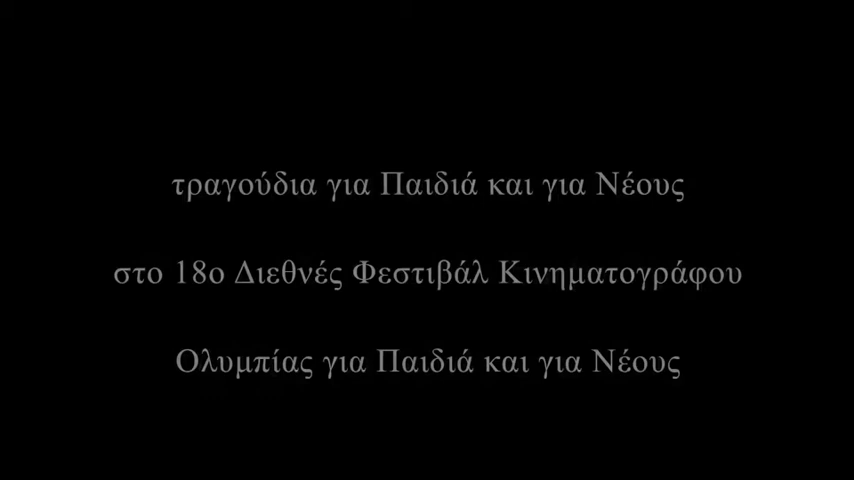 τραγούδια για Παιδιά και για Νέους
στο 18ο Διεθνές Φεστιβάλ Κινηματογράφου
Ολυμπίας για Παιδιά και για Νέους